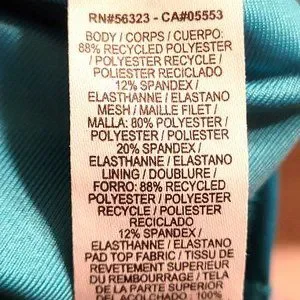 RN#56323 - CA#05553
BODY / CORPS / CUERPO:
88% RECYCLED POLYESTER
/ POLYESTER RECYCLE /
POLIESTER RECICLADO
12% SPANDEX /
ELASTHANNE / ELASTANO
MESH / MAILLE FILET /
MALLA: 80% POLYESTER /
POLYESTER / POLIESTER
20% SPANDEX /
ELASTHANNE / ELASTANO
LINING / DOUBLURE /
FORRO: 88% RECYCLED
POLYESTER / POLYESTER
RECYCLE / POLIESTER
RECICLADO
12% SPANDEX /
ELASTHANNE / ELASTANO
PAD TOP FABRIC / TISSU DE
REVETEMENT SUPERIEUR
DU REMBOURRAGE / TELA
DE LA PARTE SUPERIOR
DEL ACOLCHADO : 100%